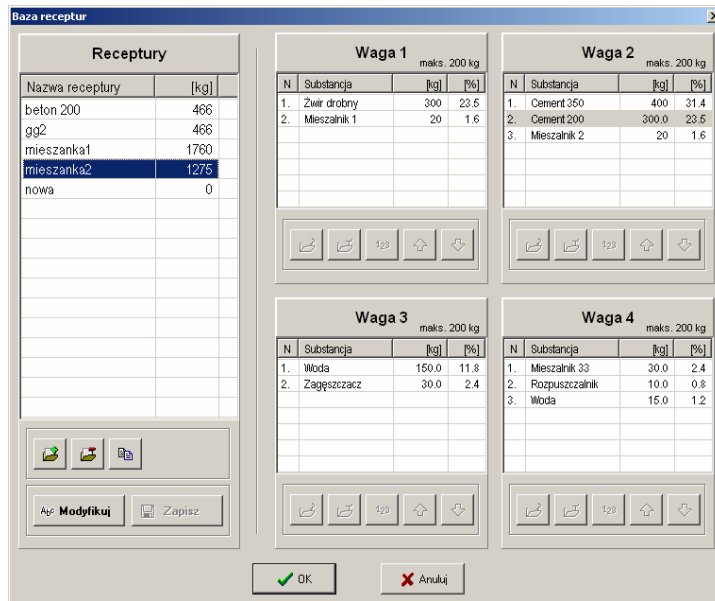 Baza receptur
Receptury
Nazwa receptury [kg]
beton 200 466
gg2 466
mieszanka1 1760
mieszanka2 1275
nowa 0
Abc Modyfikuj Zapisz
Waga 1 maks. 200 kg
N Substancja [kg] [%]
1. Żwir drobny 300 23.5
2. Mieszalnik 1 20 1.6
123
Waga 2 maks. 200 kg
N Substancja [kg] [%]
1. Cement 350 400 31.4
2. Cement 200 300.0 23.5
3. Mieszalnik 2 20 1.6
123
Waga 3 maks. 200 kg
N Substancja [kg] [%]
1. Woda 150.0 11.8
2. Zagęszczacz 30.0 2.4
123
Waga 4 maks. 200 kg
N Substancja [kg] [%]
1. Mieszalnik 33 30.0 2.4
2. Rozpuszczalnik 10.0 0.8
3. Woda 15.0 1.2
123
OK Anuluj